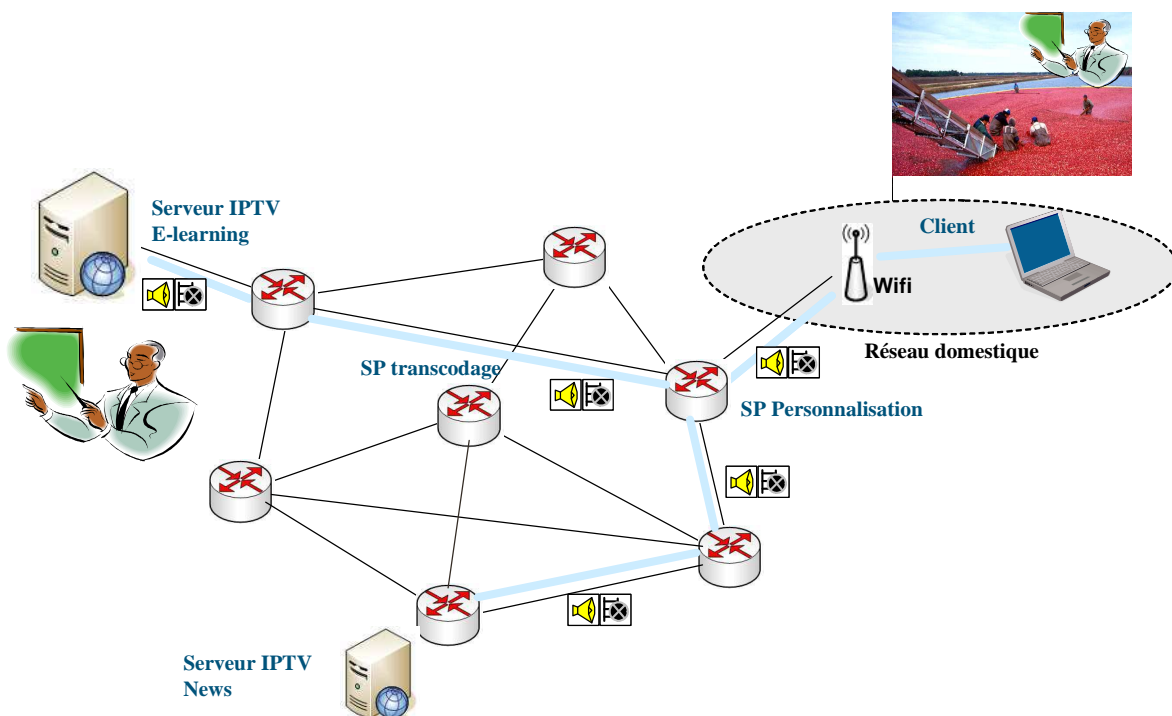 Serveur IPTV
E-learning
Client
Wifi
Réseau domestique
SP transcodage
SP Personnalisation
Serveur IPTV
News